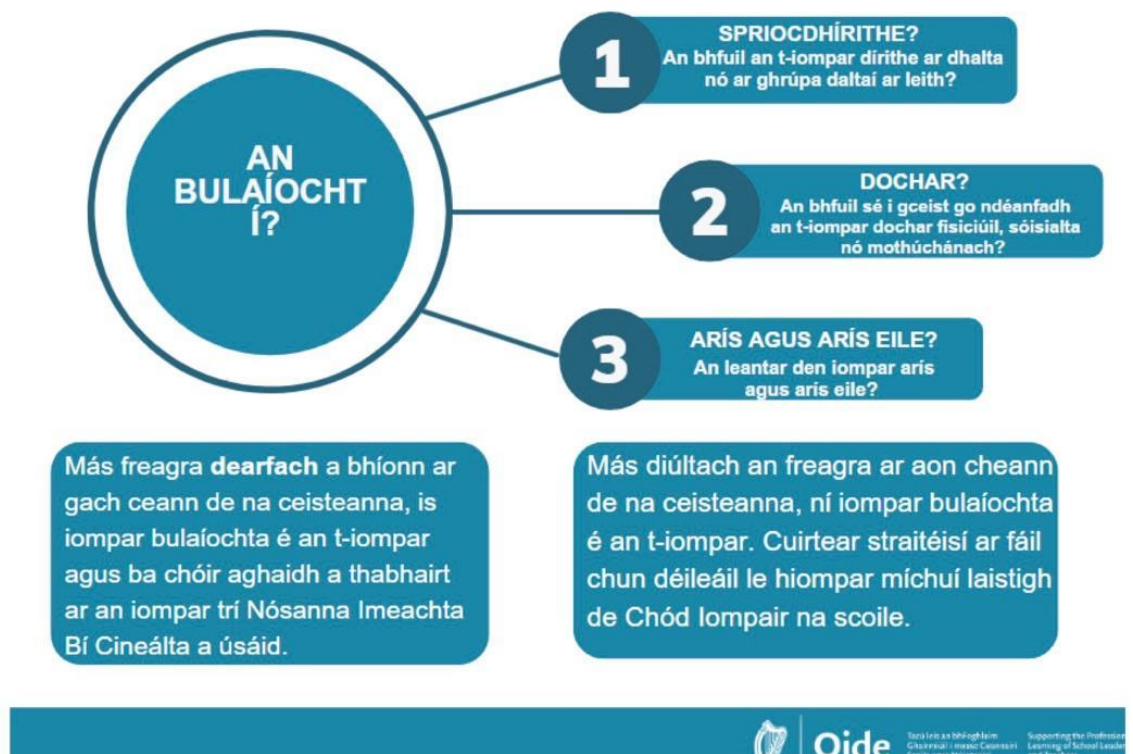 AN
BULAÍOCHT
Í?
1
SPRIOCDHÍRITHE?
An bhfuil an t-iompar dírithe ar dhalta
nó ar ghrúpa daltaí ar leith?
2
DOCHAR?
An bhfuil sé i gceist go ndéanfadh
an t-iompar dochar fisiciúil, sóisialta
nó mothúchánach?
3
ARÍS AGUS ARÍS EILE?
An leantar den iompar arís
agus arís eile?
Más freagra dearfach a bhíonn ar
gach ceann de na ceisteanna, is
iompar bulaíochta é an t-iompar
agus ba chóir aghaidh a thabhairt
ar an iompar trí Nósanna Imeachta
Bí Cineálta a úsáid.
Más diúltach an freagra ar aon cheann
de na ceisteanna, ní iompar bulaíochta
é an t-iompar. Cuirtear straitéisí ar fáil
chun déileáil le hiompar míchuí laistigh
de Chód Iompair na scoile.
Oide
Supporting the
Learning of School